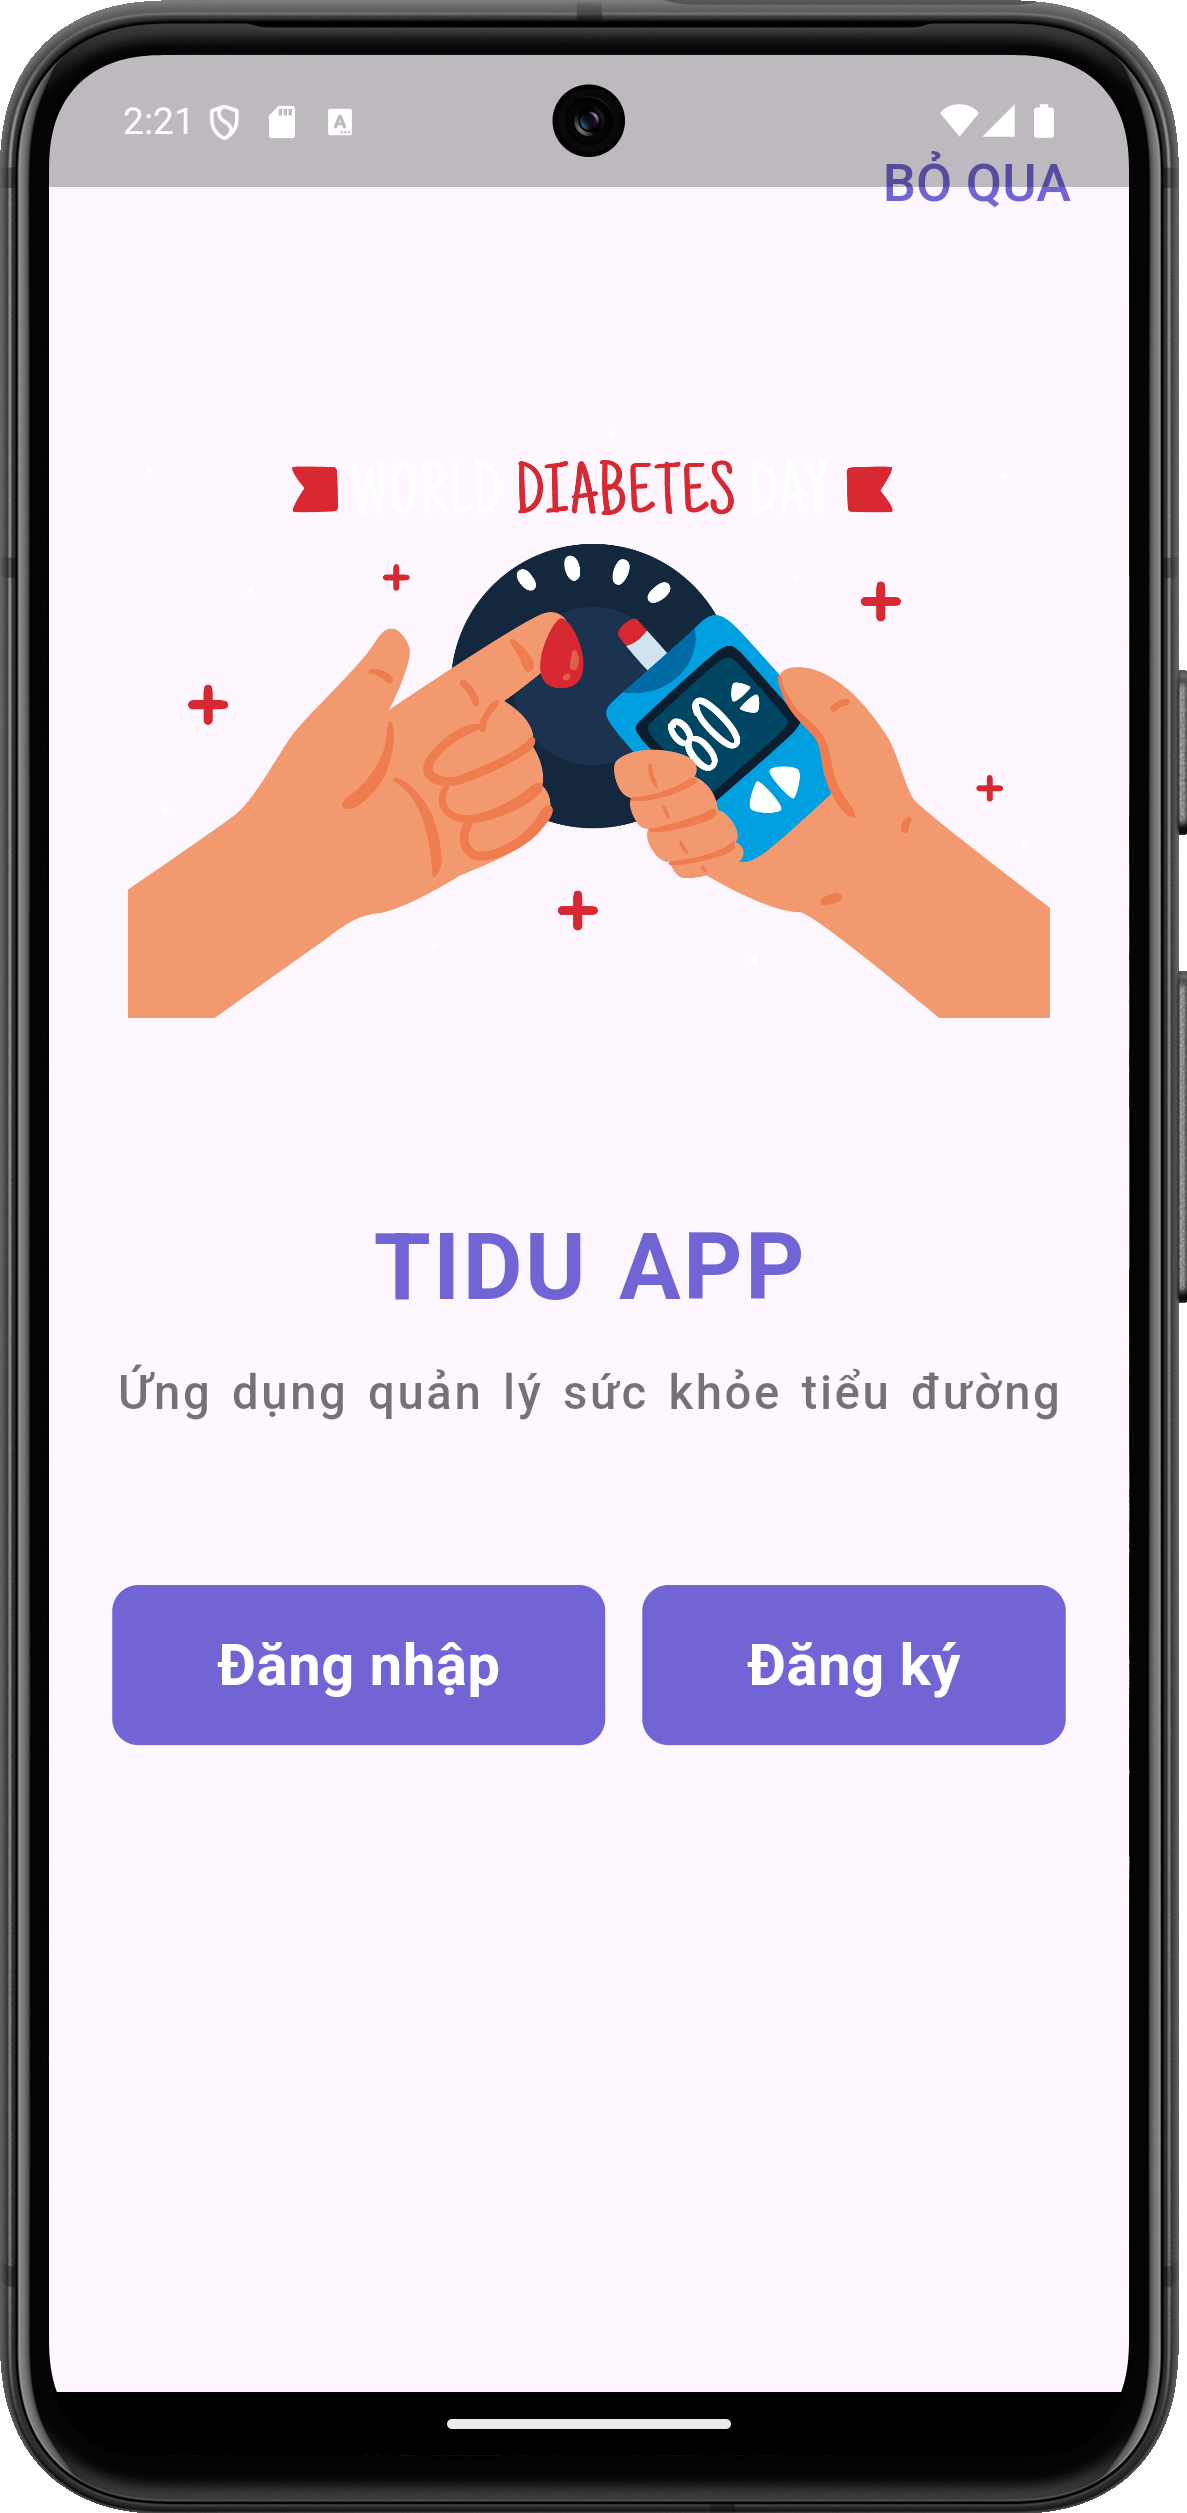 2:21
BỎ QUA
WORLD DIABETES DAY
80
TIDU APP
Ứng dụng quản lý sức khỏe tiểu đường
Đăng nhập
Đăng ký